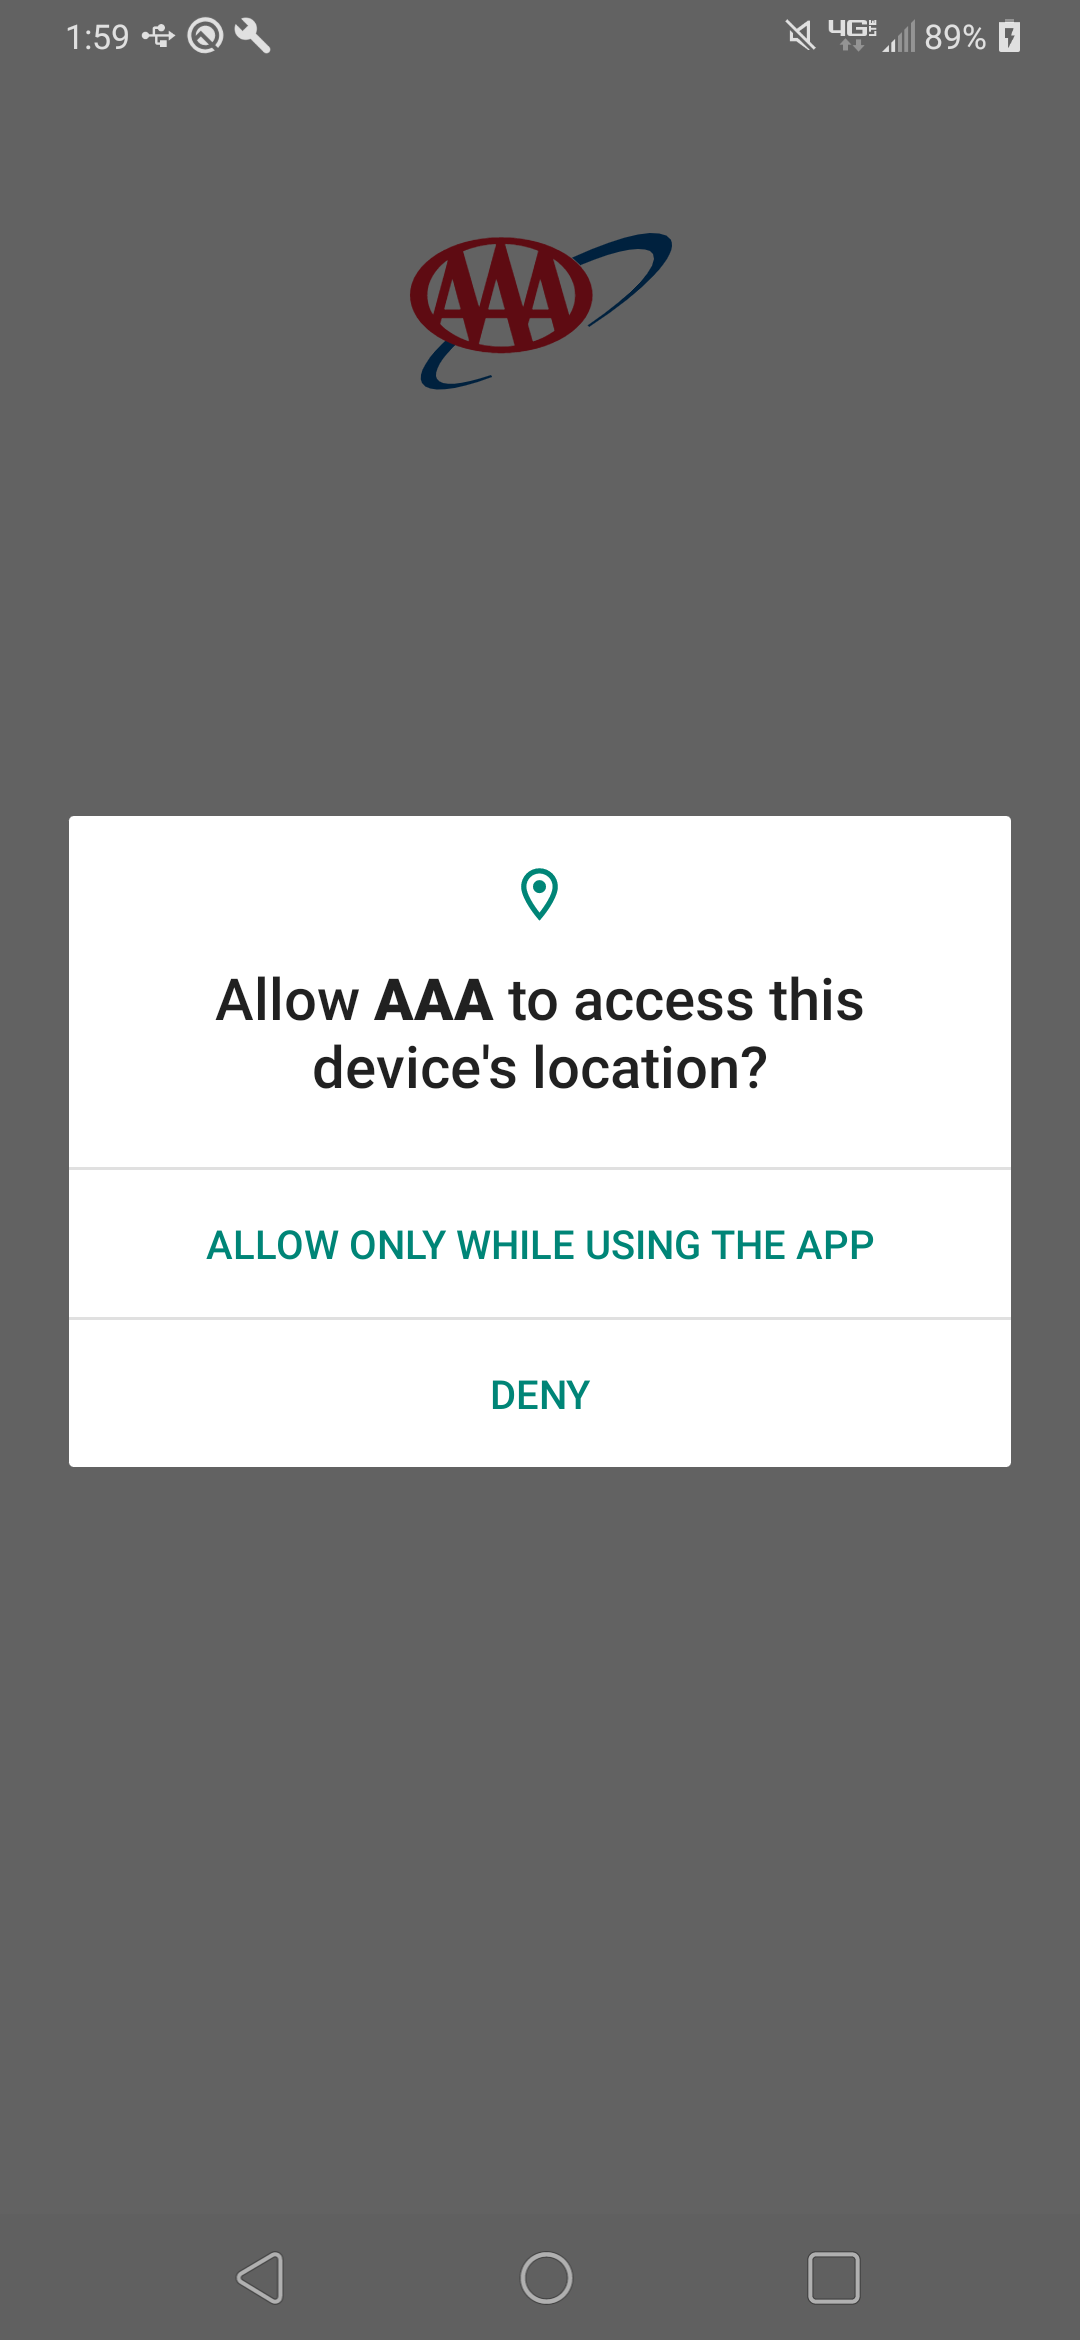 1:59 4G LTE 89%
AAA
Allow AAA to access this
device's location?
ALLOW ONLY WHILE USING THE APP
DENY